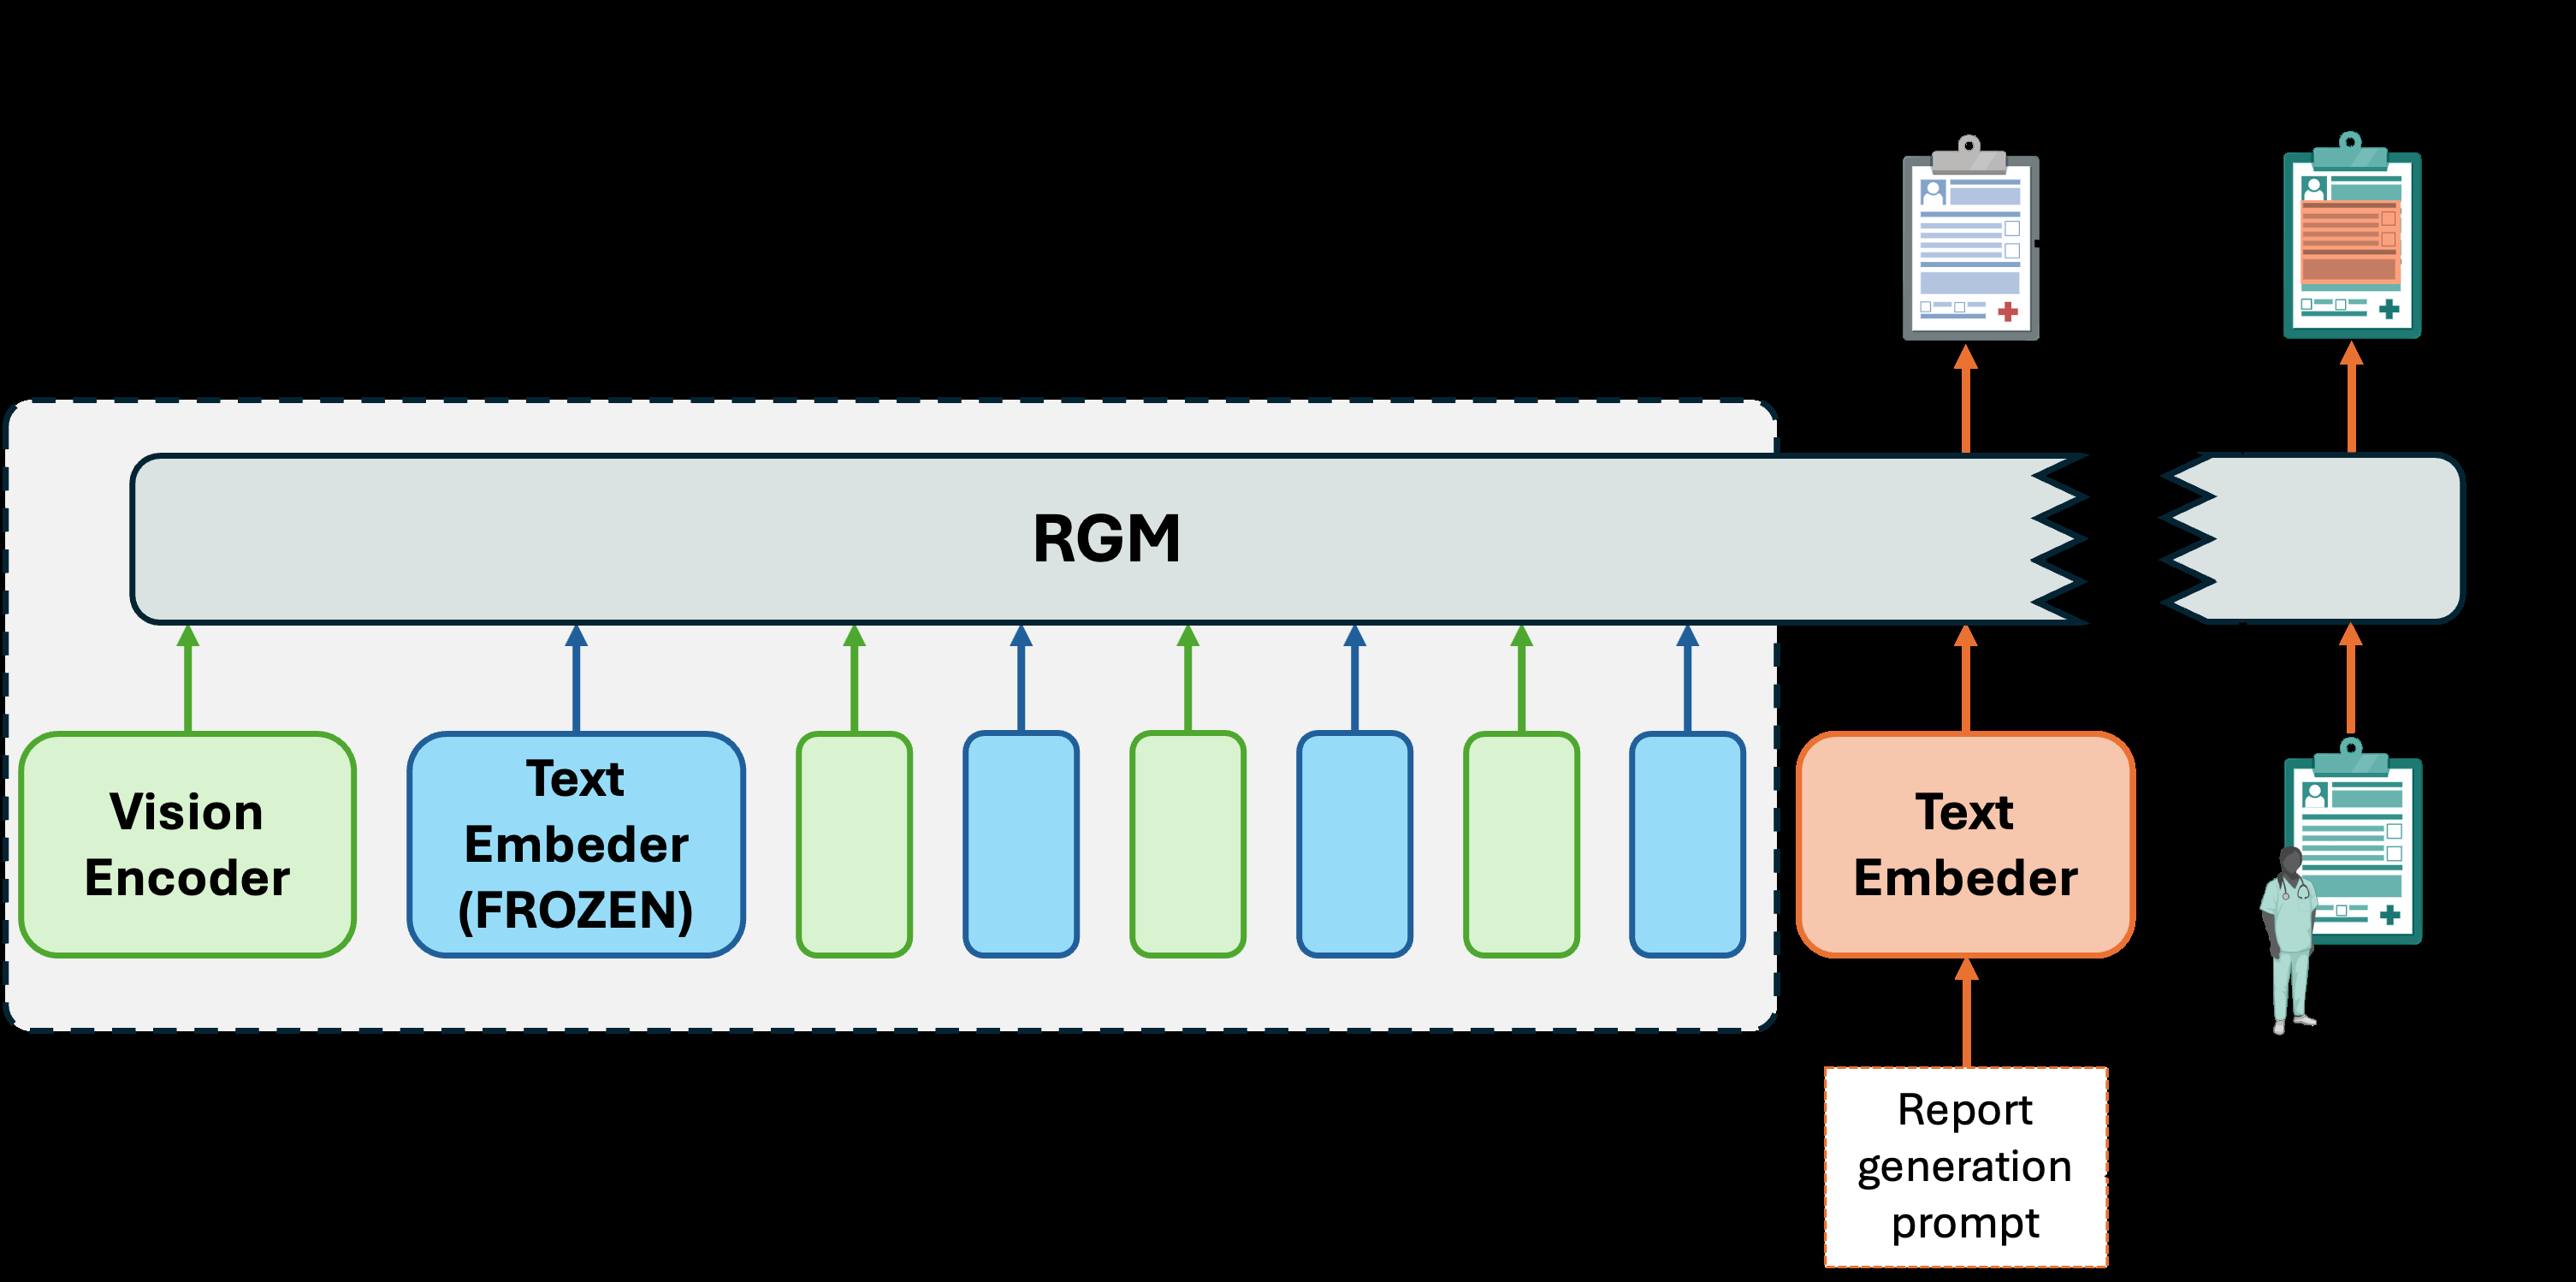 RGM
Vision
Encoder
Text
Embeder
(FROZEN)
Text
Embeder
Report
generation
prompt